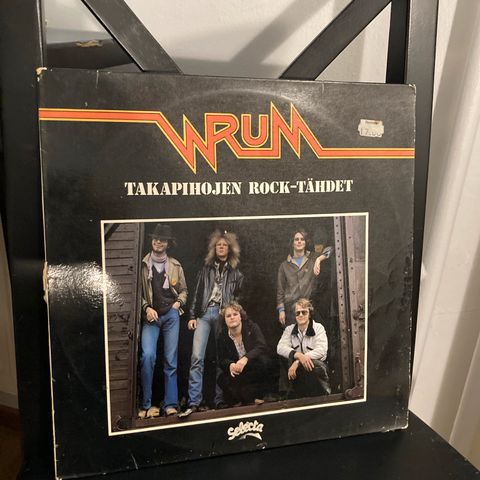 WRUM
TAKAPIHOJEN ROCK-TÄHDET
Selecta